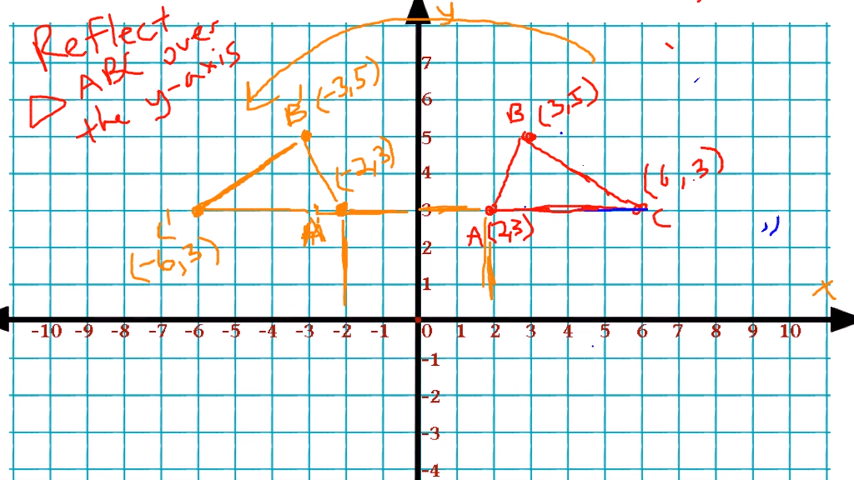 Reflect
△ ABC over
the y-axis
y
7
6
B' (-3,5)
B (3,5)
5
4
(-2,3)
(6,3)
3
C'
A'
A (2,3)
C
2
(-6,3)
1
x
-10 -9 -8 -7 -6 -5 -4 -3 -2 -1 0 1 2 3 4 5 6 7 8 9 10
-1
-2
-3
-4